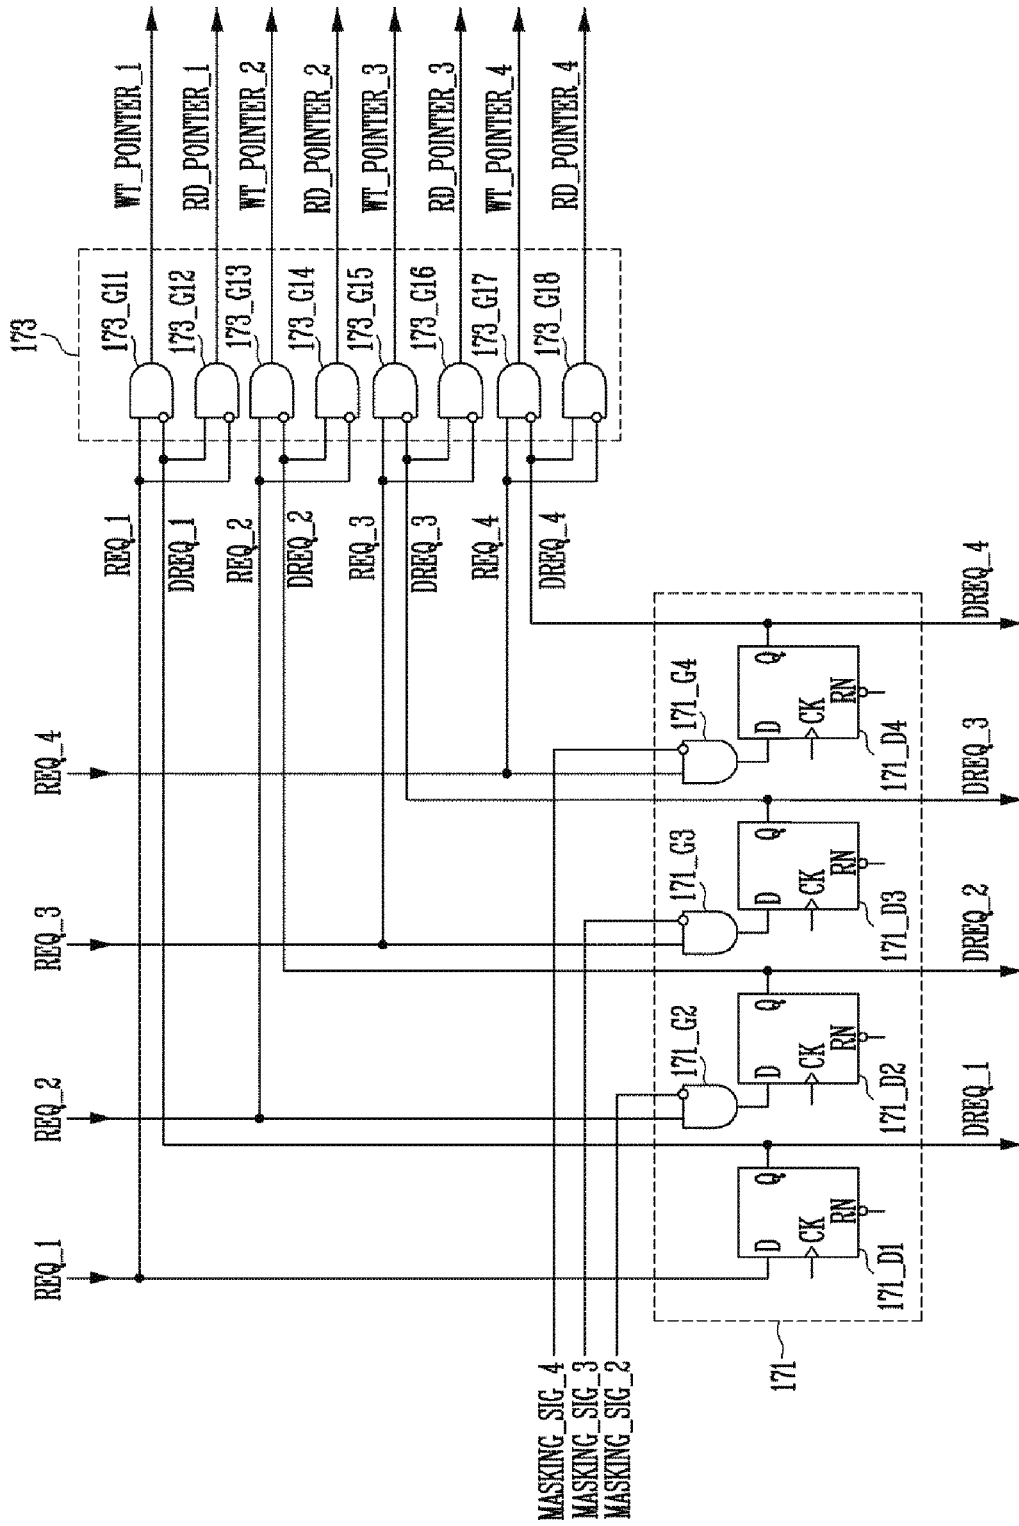 REQ_1
REQ_2
REQ_3
REQ_4
173
REQ_1
DREQ_1
REQ_2
DREQ_2
REQ_3
DREQ_3
REQ_4
DREQ_4
173_G11
173_G12
173_G13
173_G14
173_G15
173_G16
173_G17
173_G18
WT_POINTER_1
RD_POINTER_1
WT_POINTER_2
RD_POINTER_2
WT_POINTER_3
RD_POINTER_3
WT_POINTER_4
RD_POINTER_4
MASKING_SIG_4
MASKING_SIG_3
MASKING_SIG_2
171
171_G2
171_G3
171_G4
D
Q
CK
RN
171_D1
D
Q
CK
RN
171_D2
D
Q
CK
RN
171_D3
D
Q
CK
RN
171_D4
DREQ_1
DREQ_2
DREQ_3
DREQ_4